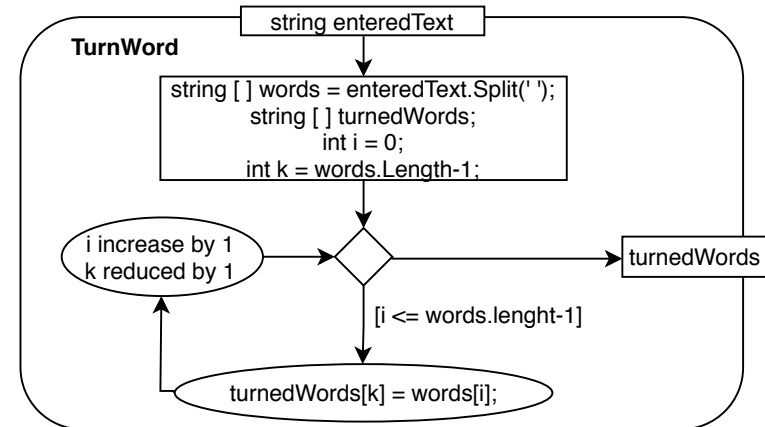 string enteredText
TurnWord
string [ ] words = enteredText.Split(' ');
string [ ] turnedWords;
int i = 0;
int k = words.Length-1;
i increase by 1
k reduced by 1
turnedWords
[i <= words.lenght-1]
turnedWords[k] = words[i];